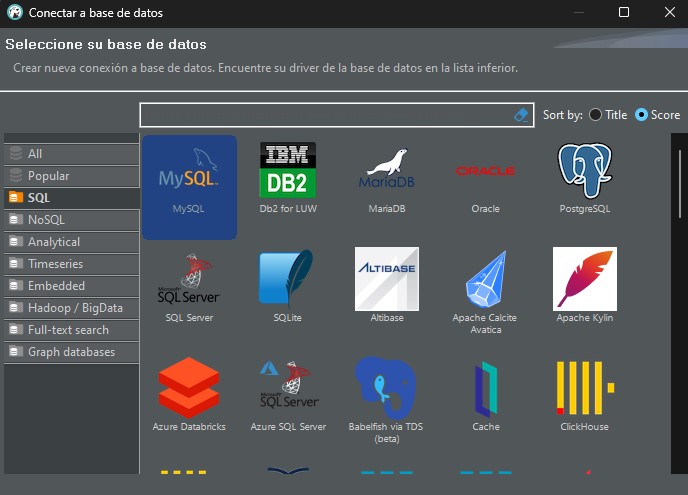 Conectar a base de datos
Seleccione su base de datos
Crear nueva conexión a base de datos. Encuentre su driver de la base de datos en la lista inferior.
Sort by: Title Score
All
Popular
SQL
NoSQL
Analytical
Timeseries
Embedded
Hadoop / BigData
Full-text search
Graph databases
MySQL™
MySQL
IBM
DB2
Db2 for LUW
MariaDB
MariaDB
ORACLE
Oracle
PostgreSQL
Microsoft
SQL Server
SQL Server
SQLite
ALTIBASE
Altibase
Apache Calcite
Avatica
Apache Kylin
Azure Databricks
Microsoft
SQL Server
Azure SQL Server
Babelfish via TDS
(beta)
Cache
ClickHouse